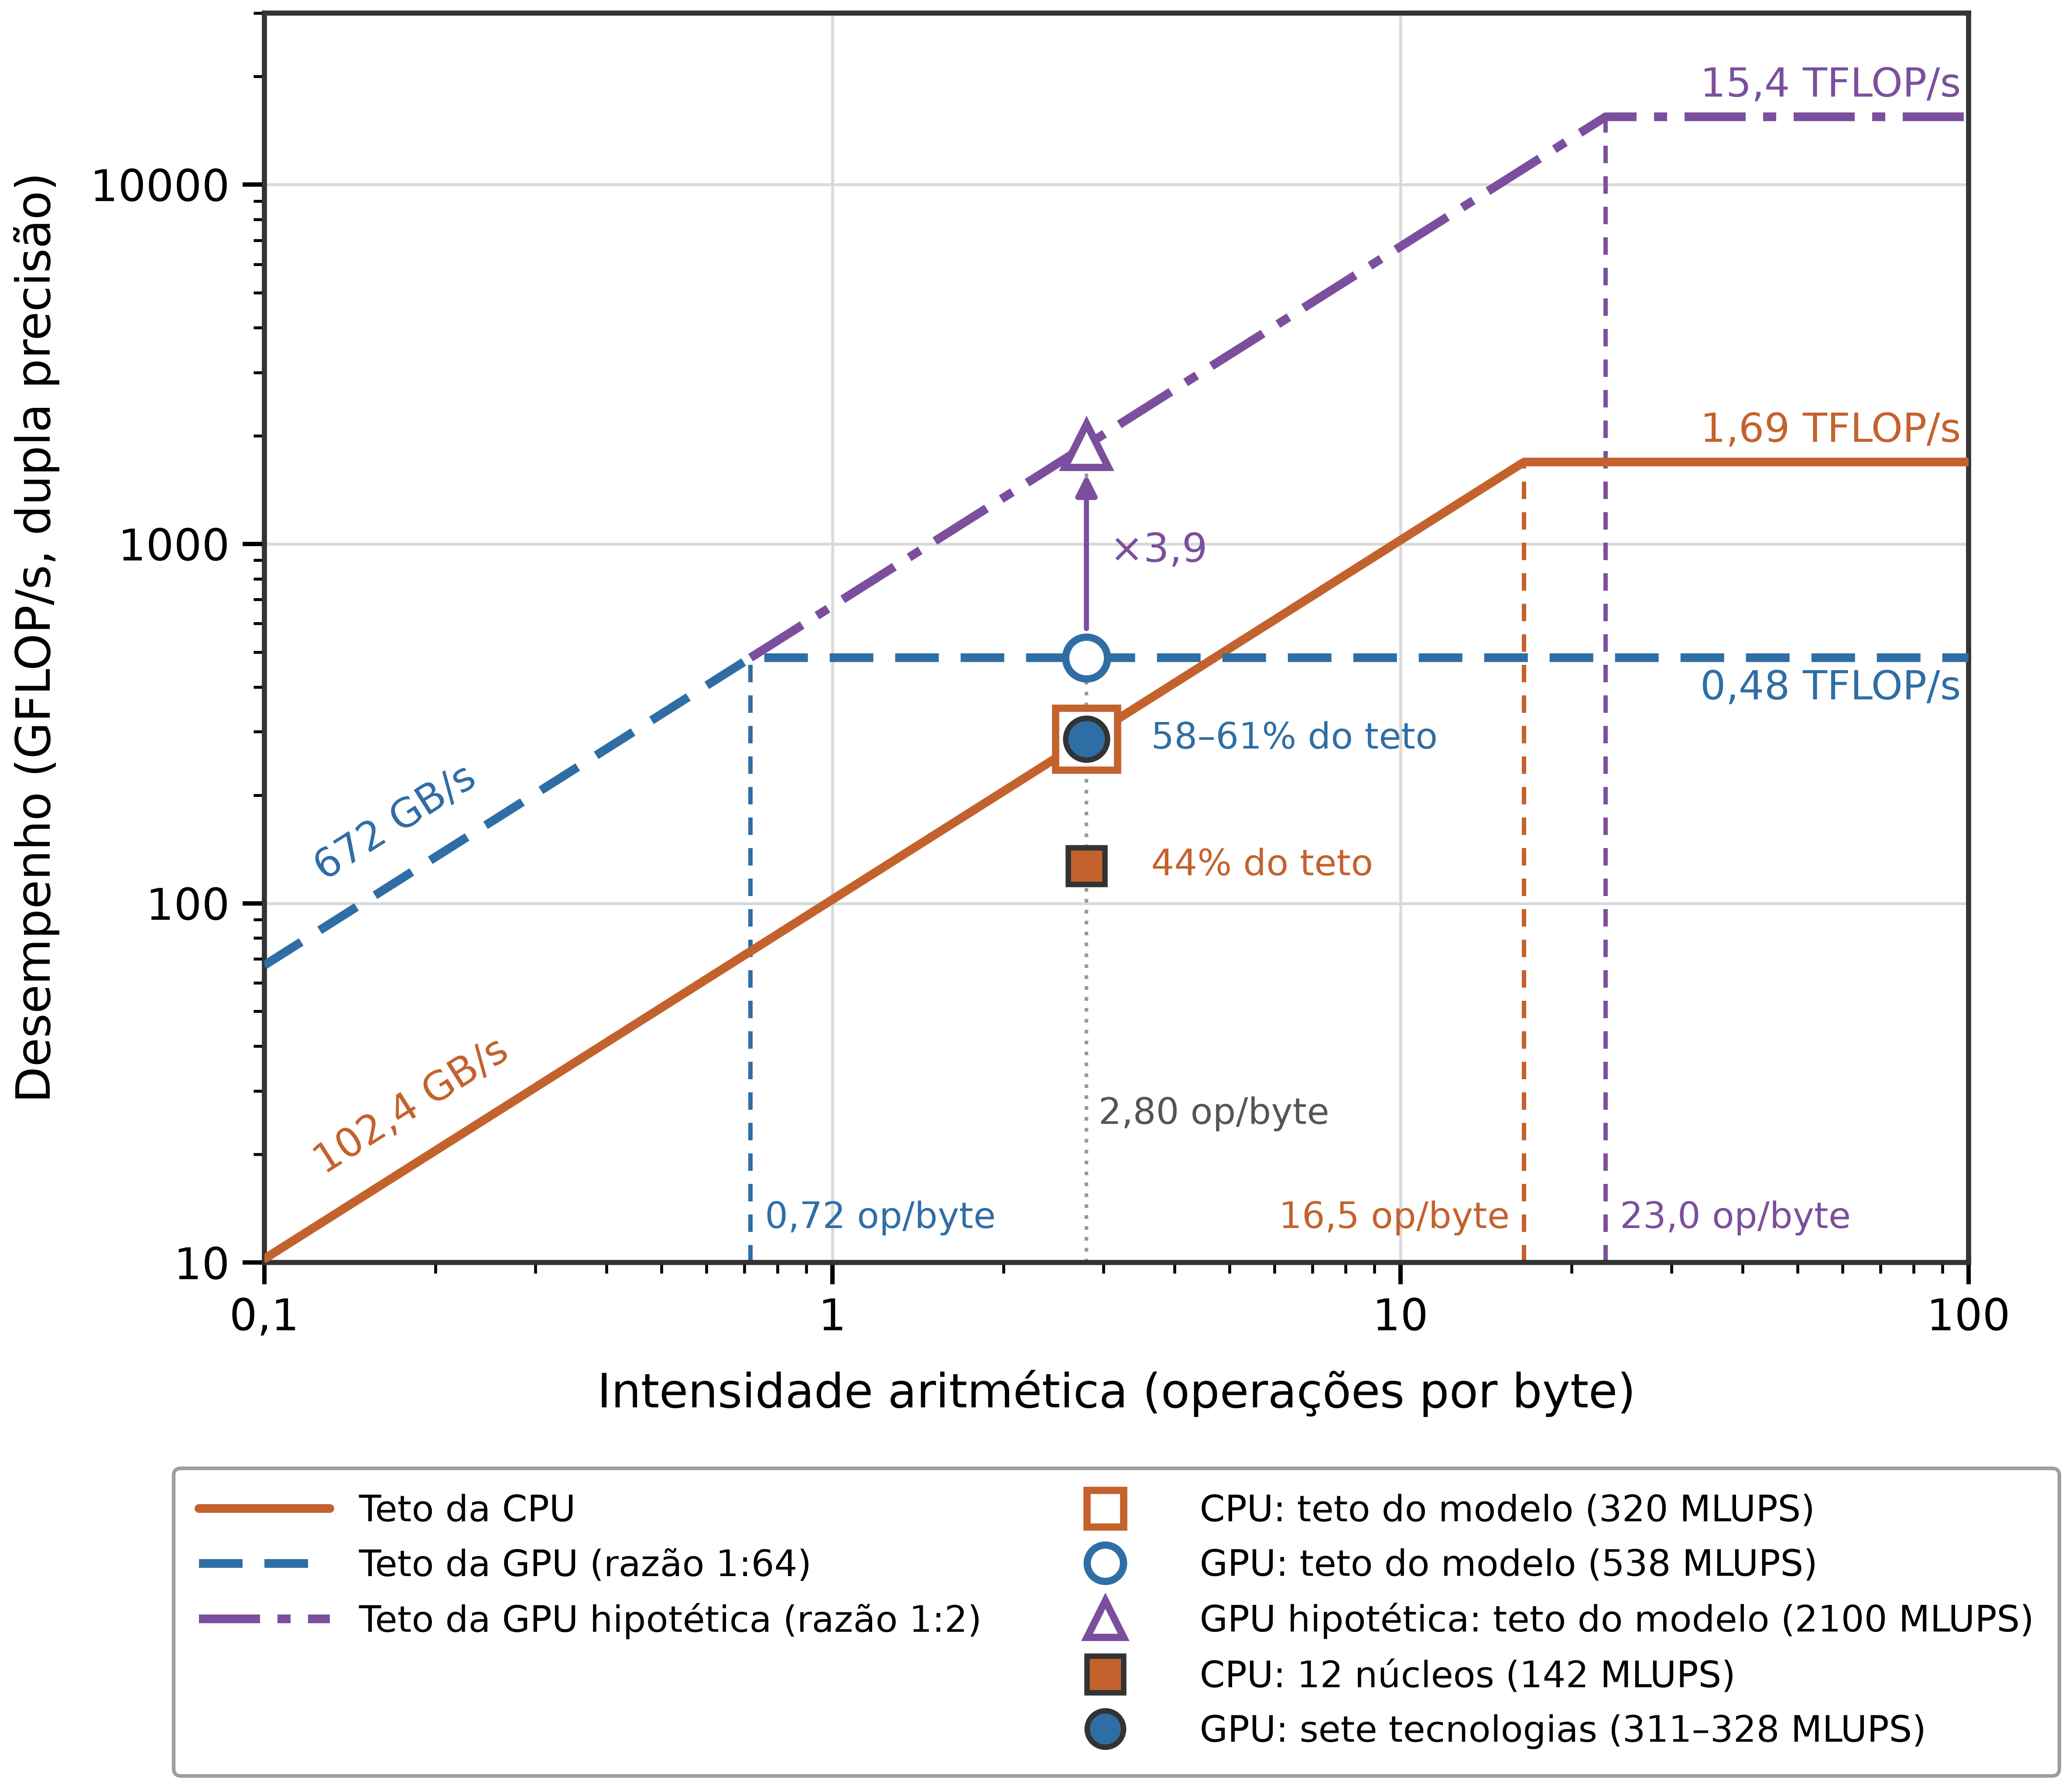 Desempenho (GFLOP/s, dupla precisão)
15,4 TFLOP/s
10000
1,69 TFLOP/s
1000
×3,9
0,48 TFLOP/s
58–61% do teto
672 GB/s
44% do teto
100
102,4 GB/s
2,80 op/byte
0,72 op/byte
16,5 op/byte
23,0 op/byte
10
0,1
1
10
100
Intensidade aritmética (operações por byte)
Teto da CPU
Teto da GPU (razão 1:64)
Teto da GPU hipotética (razão 1:2)
CPU: teto do modelo (320 MLUPS)
GPU: teto do modelo (538 MLUPS)
GPU hipotética: teto do modelo (2100 MLUPS)
CPU: 12 núcleos (142 MLUPS)
GPU: sete tecnologias (311–328 MLUPS)